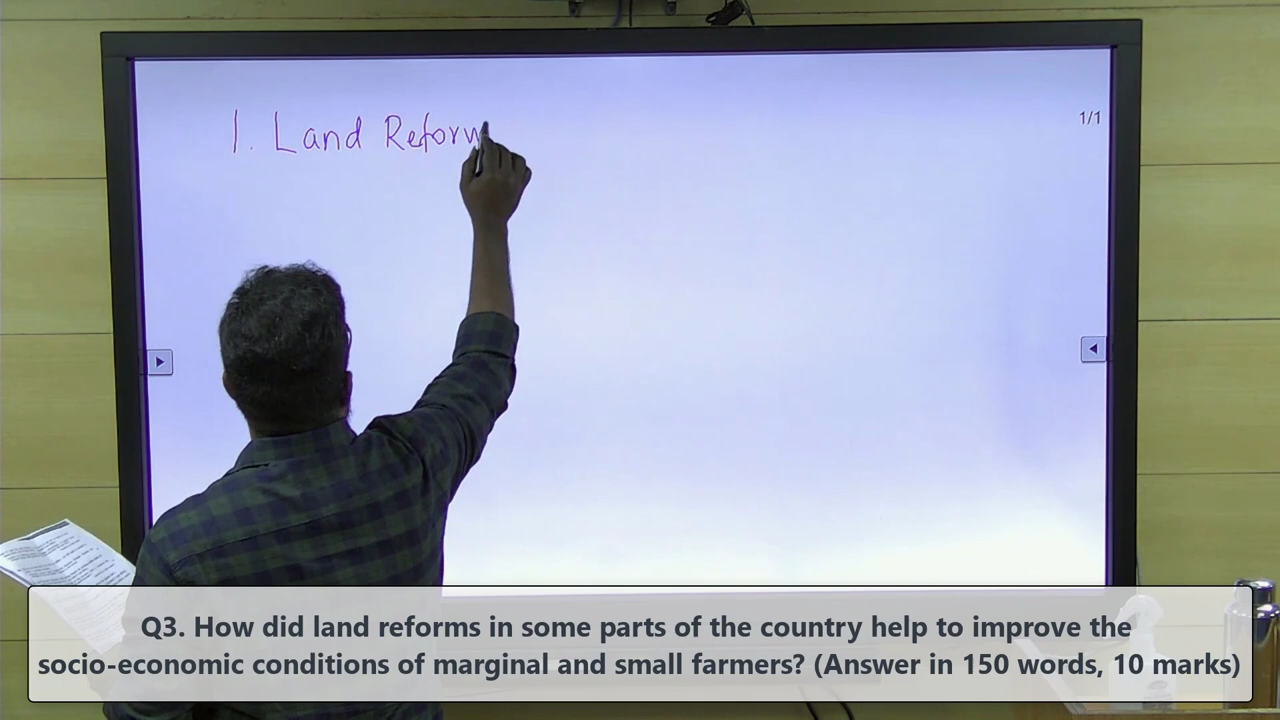 1. Land Reform
1/1
Q3. How did land reforms in some parts of the country help to improve the
socio-economic conditions of marginal and small farmers? (Answer in 150 words, 10 marks)